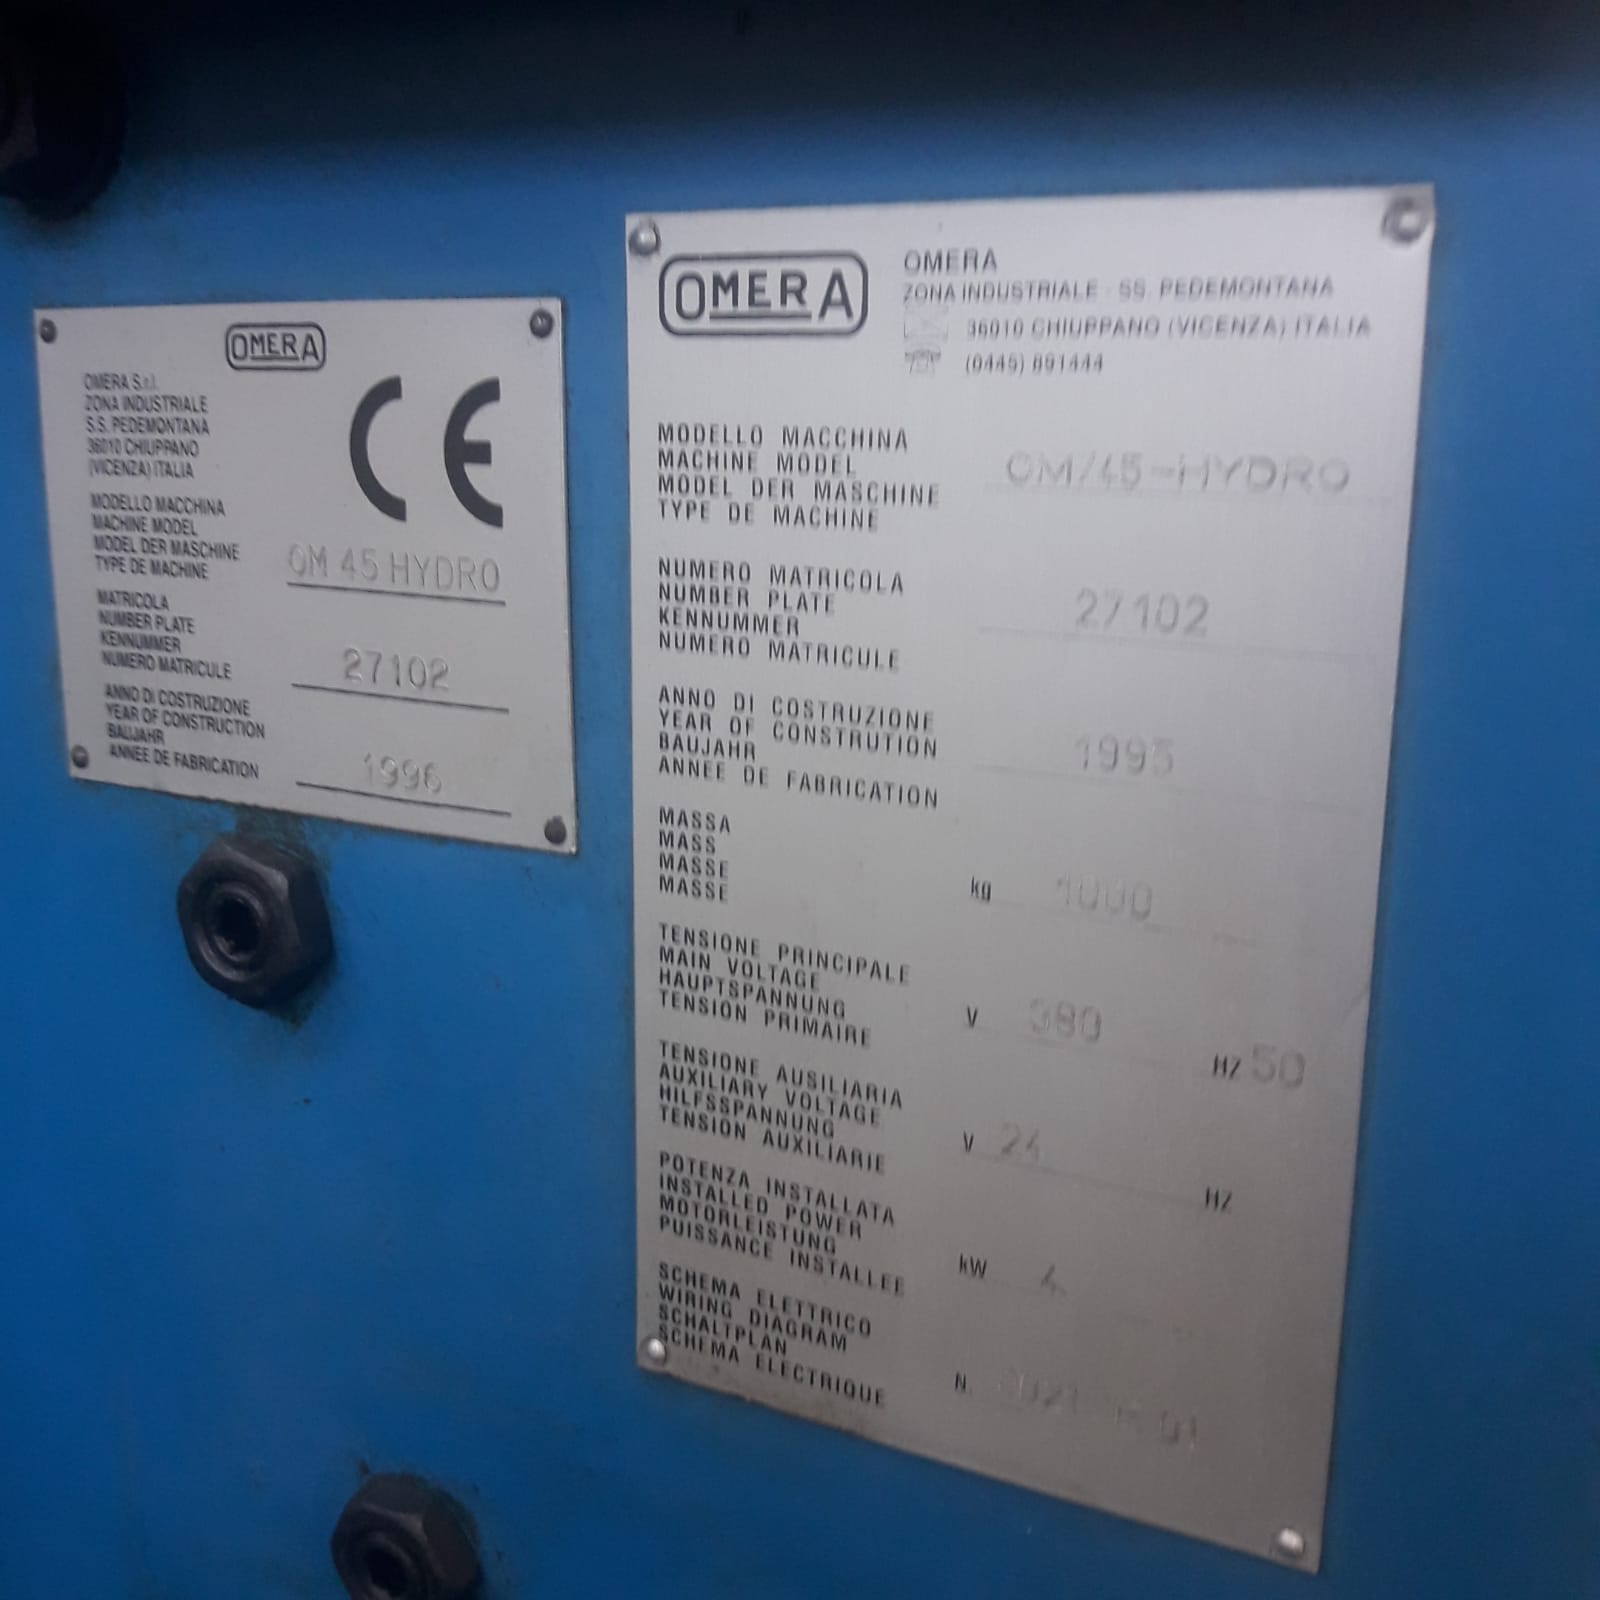 OMERA
OMERA S.r.l.
ZONA INDUSTRIALE
S.S. PEDEMONTANA
36010 CHIUPPANO
(VICENZA) ITALIA
CE
MODELLO MACCHINA
MACHINE MODEL
MODEL DER MASCHINE
TYPE DE MACHINE
OM 45 HYDRO
MATRICOLA
NUMBER PLATE
KENNUMMER
NUMERO MATRICULE
27102
ANNO DI COSTRUZIONE
YEAR OF CONSTRUCTION
BAUJAHR
ANNEE DE FABRICATION
1996
OMERA
OMERA
ZONA INDUSTRIALE - SS. PEDEMONTANA
36010 CHIUPPANO (VICENZA) ITALIA
(0445) 891444
MODELLO MACCHINA
MACHINE MODEL
MODEL DER MASCHINE
TYPE DE MACHINE
OM/45-HYDRO
NUMERO MATRICOLA
NUMBER PLATE
KENNUMMER
NUMERO MATRICULE
27102
ANNO DI COSTRUZIONE
YEAR OF CONSTRUTION
BAUJAHR
ANNEE DE FABRICATION
1995
MASSA
MASS
MASSE
MASSE
kg 1000
TENSIONE PRINCIPALE
MAIN VOLTAGE
HAUPTSPANNUNG
TENSION PRIMAIRE
V 380 HZ 50
TENSIONE AUSILIARIA
AUXILIARY VOLTAGE
HILFSSPANNUNG
TENSION AUXILIARIE
V 24 HZ
POTENZA INSTALLATA
INSTALLED POWER
MOTORLEISTUNG
PUISSANCE INSTALLEE
kW 4
SCHEMA ELETTRICO
WIRING DIAGRAM
SCHALTPLAN
SCHEMA ELECTRIQUE
N.